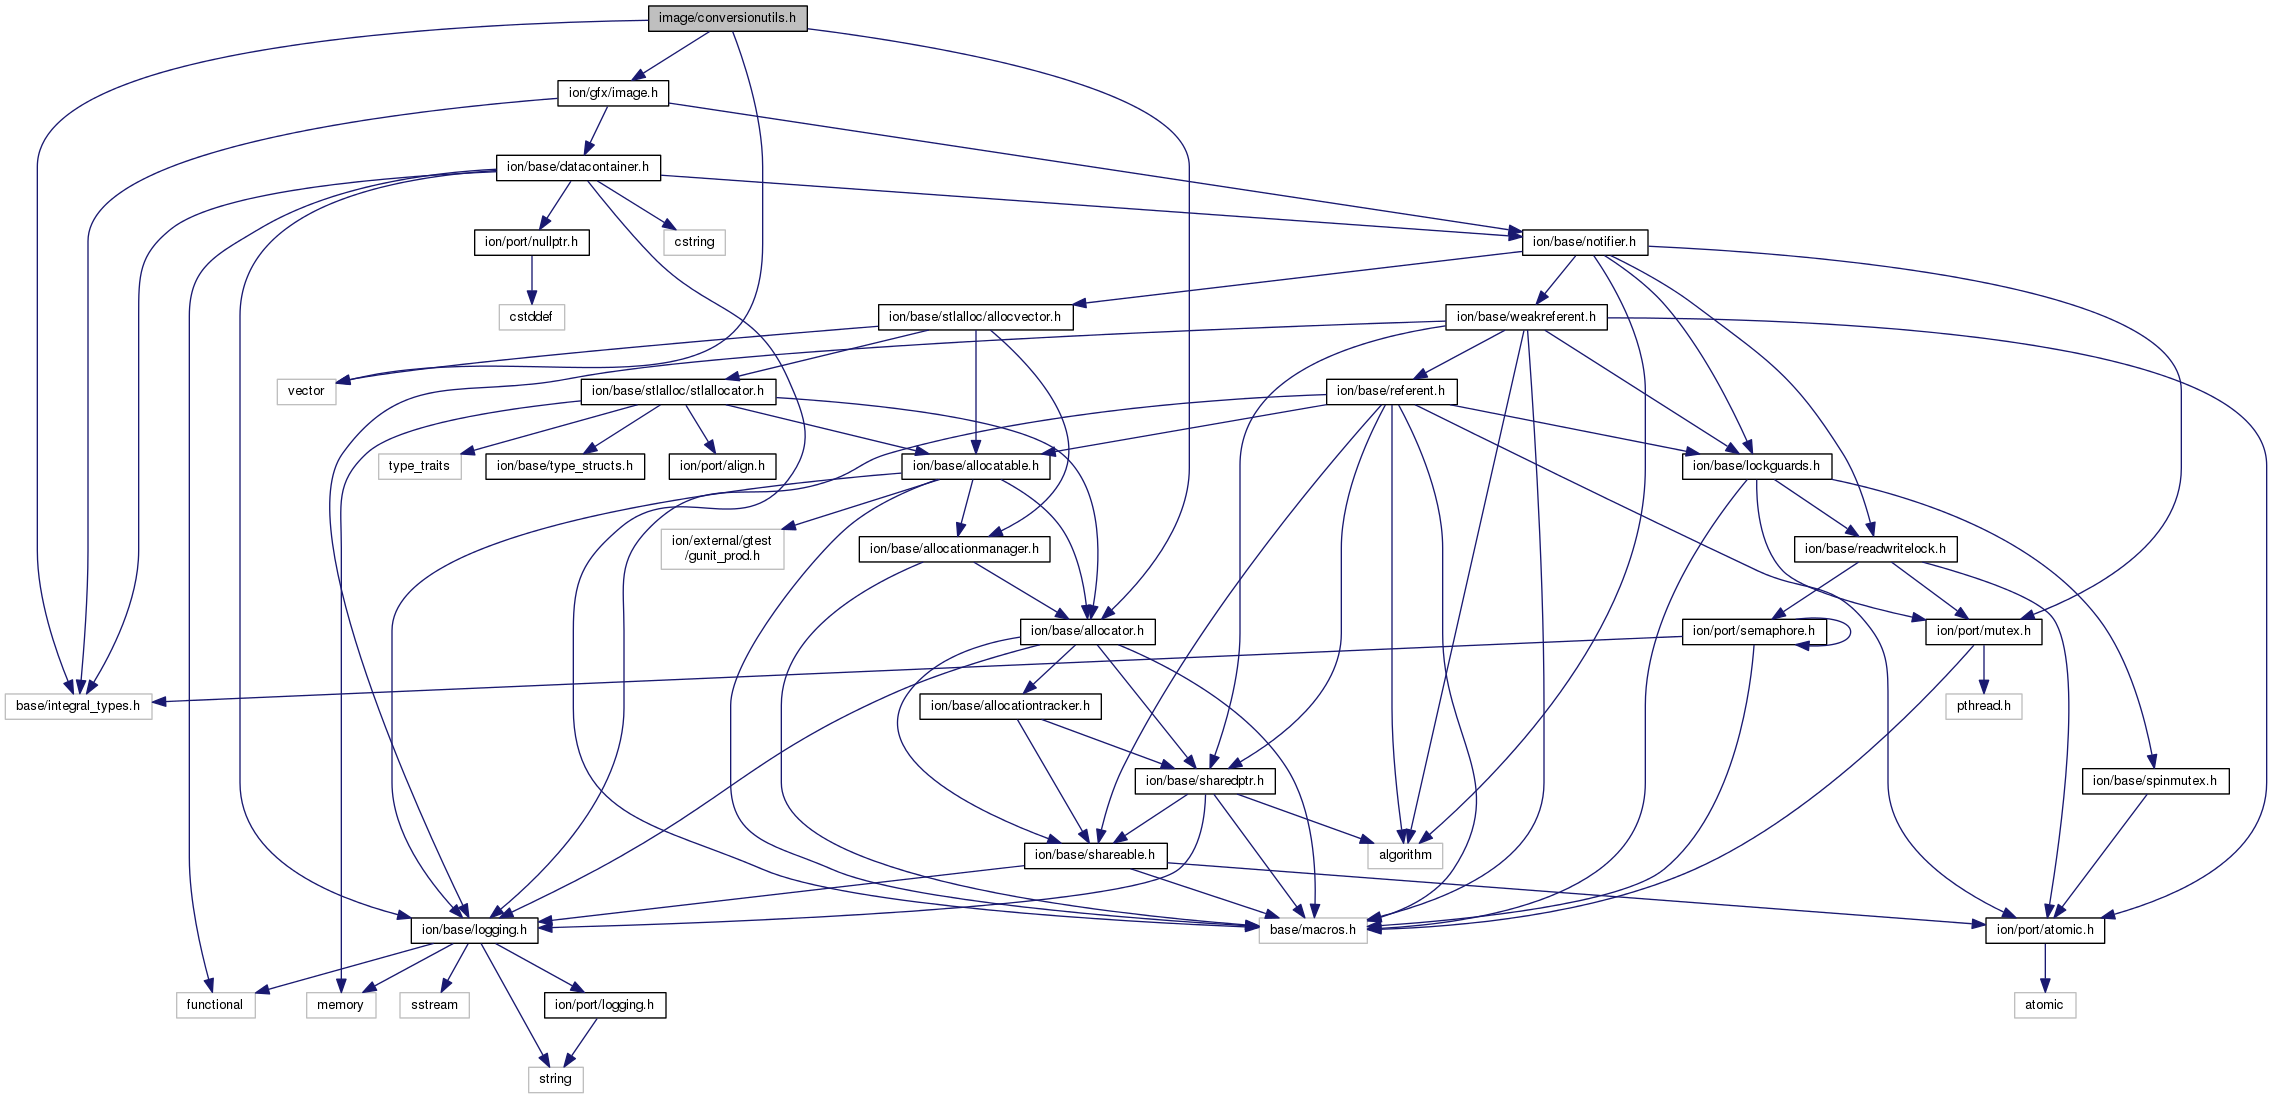 image/conversionutils.h
ion/gfx/image.h
ion/base/datacontainer.h
ion/port/nullptr.h
cstring
ion/base/notifier.h
cstddef
ion/base/stlalloc/allocvector.h
ion/base/weakreferent.h
vector
ion/base/stlalloc/stlallocator.h
ion/base/referent.h
type_traits
ion/base/type_structs.h
ion/port/align.h
ion/base/allocatable.h
ion/base/lockguards.h
ion/external/gtest
/gunit_prod.h
ion/base/allocationmanager.h
ion/base/readwritelock.h
ion/base/allocator.h
ion/port/semaphore.h
ion/port/mutex.h
base/integral_types.h
ion/base/allocationtracker.h
pthread.h
ion/base/sharedptr.h
ion/base/spinmutex.h
ion/base/shareable.h
algorithm
ion/base/logging.h
base/macros.h
ion/port/atomic.h
functional
memory
sstream
ion/port/logging.h
atomic
string